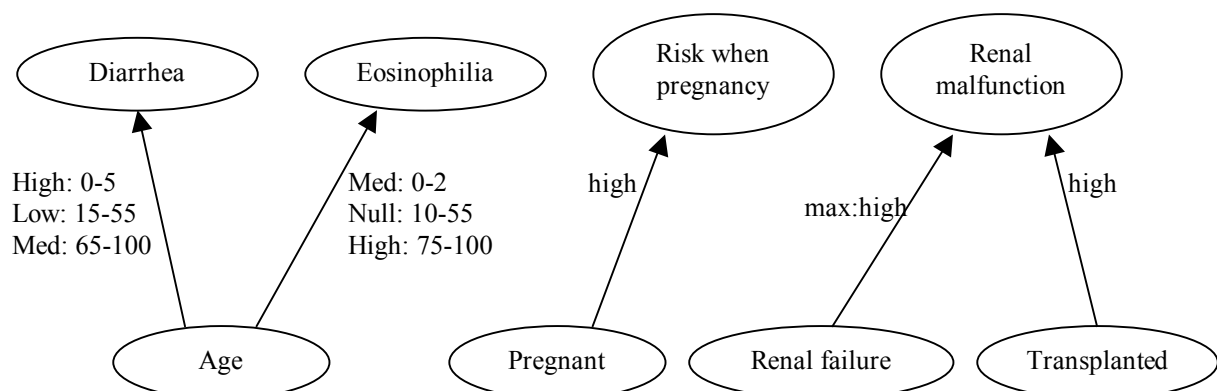 Diarrhea
Eosinophilia
Risk when
pregnancy
Renal
malfunction
High: 0-5
Low: 15-55
Med: 65-100
Med: 0-2
Null: 10-55
High: 75-100
high
max:high
high
Age
Pregnant
Renal failure
Transplanted